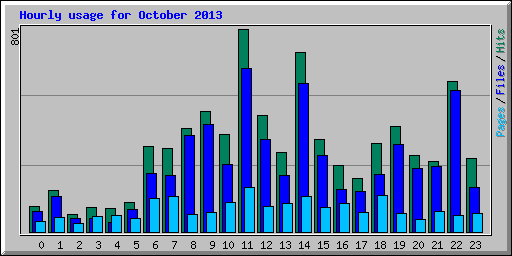 Hourly usage for October 2013
801
Pages / Files / Hits
0 1 2 3 4 5 6 7 8 9 10 11 12 13 14 15 16 17 18 19 20 21 22 23